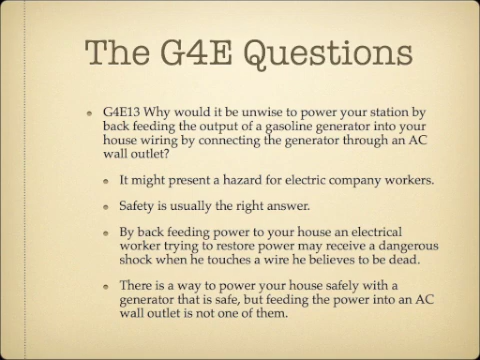 The G4E Questions
G4E13 Why would it be unwise to power your station by
back feeding the output of a gasoline generator into your
house wiring by connecting the generator through an AC
wall outlet?
It might present a hazard for electric company workers.
Safety is usually the right answer.
By back feeding power to your house an electrical
worker trying to restore power may receive a dangerous
shock when he touches a wire he believes to be dead.
There is a way to power your house safely with a
generator that is safe, but feeding the power into an AC
wall outlet is not one of them.